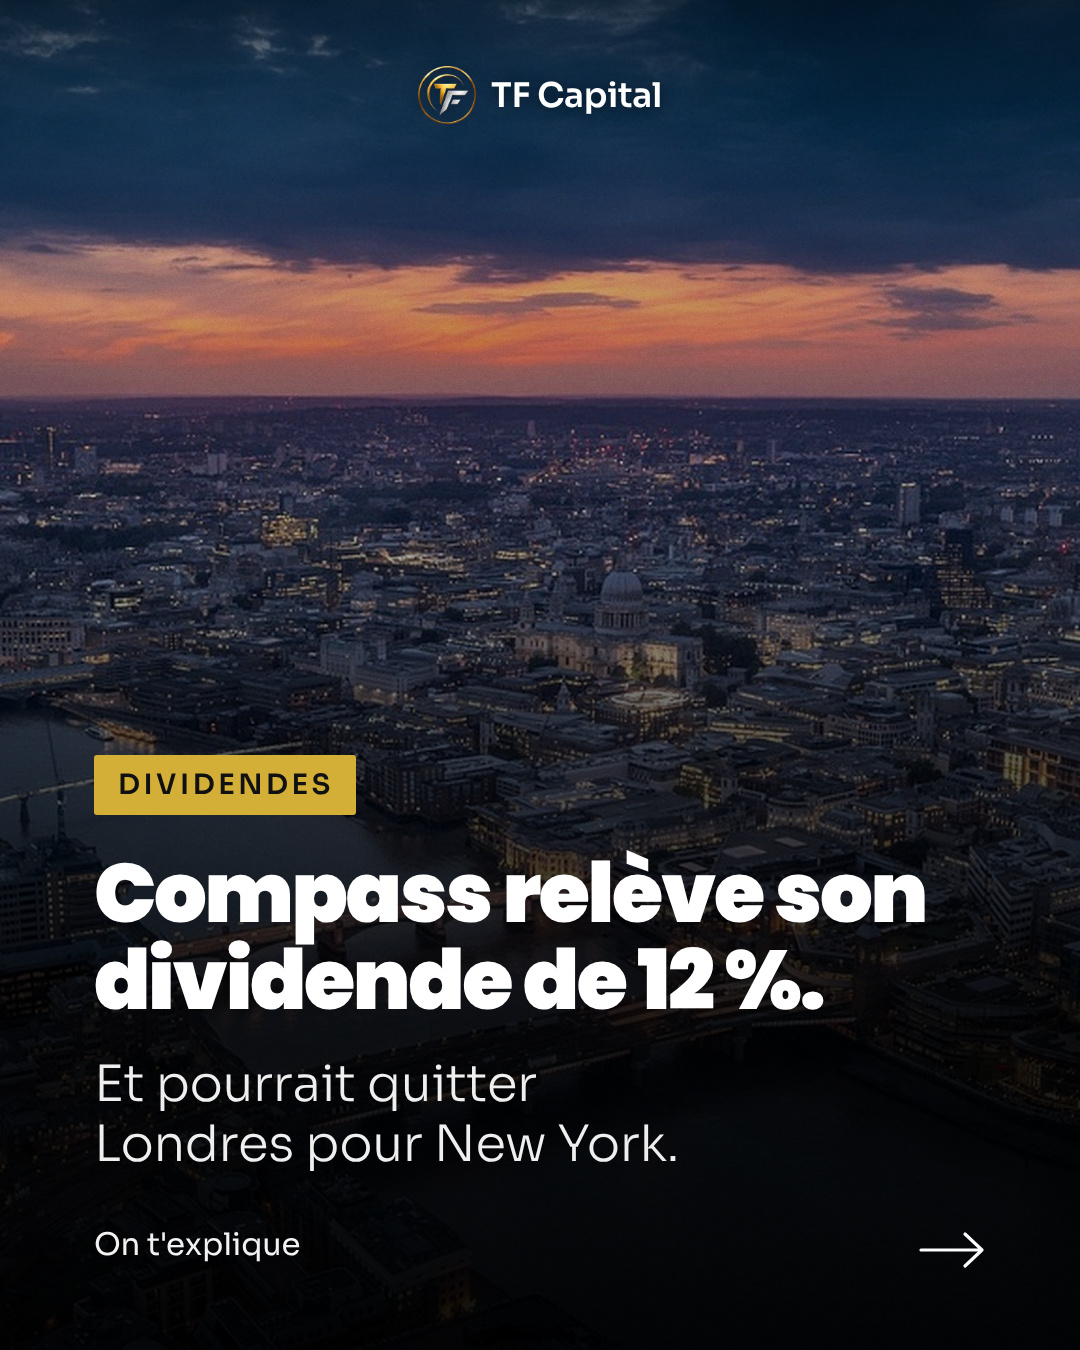 TF Capital
DIVIDENDES
Compass relève son
dividende de 12 %.
Et pourrait quitter
Londres pour New York.
On t'explique